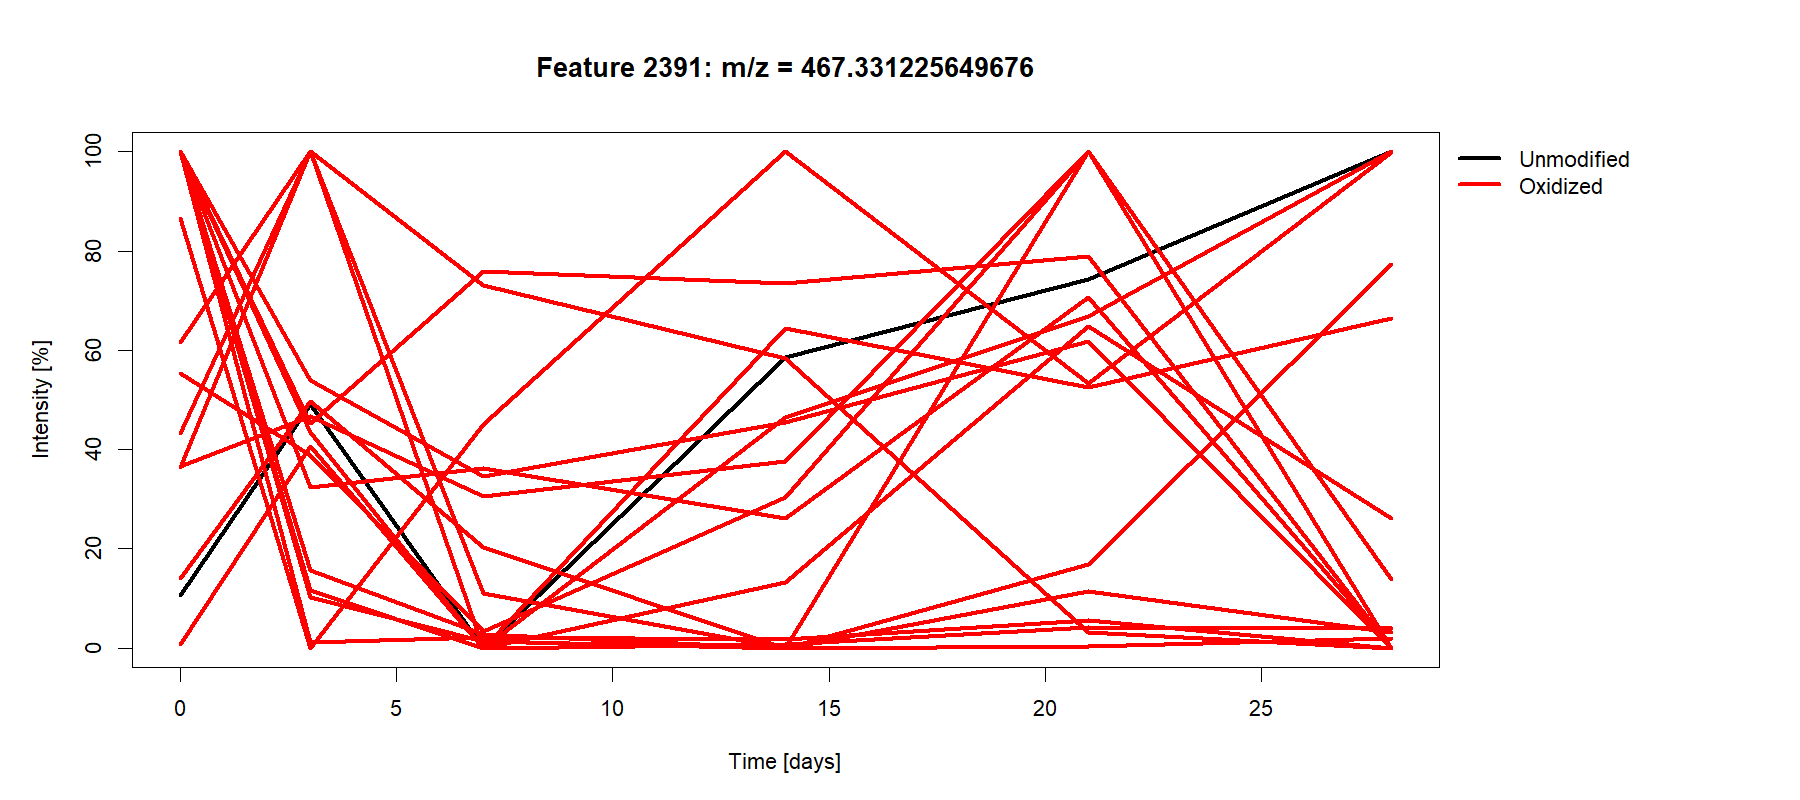 Feature 2391: m/z = 467.331225649676
Unmodified
Oxidized
Intensity [%]
100
80
60
40
20
0
0 5 10 15 20 25
Time [days]